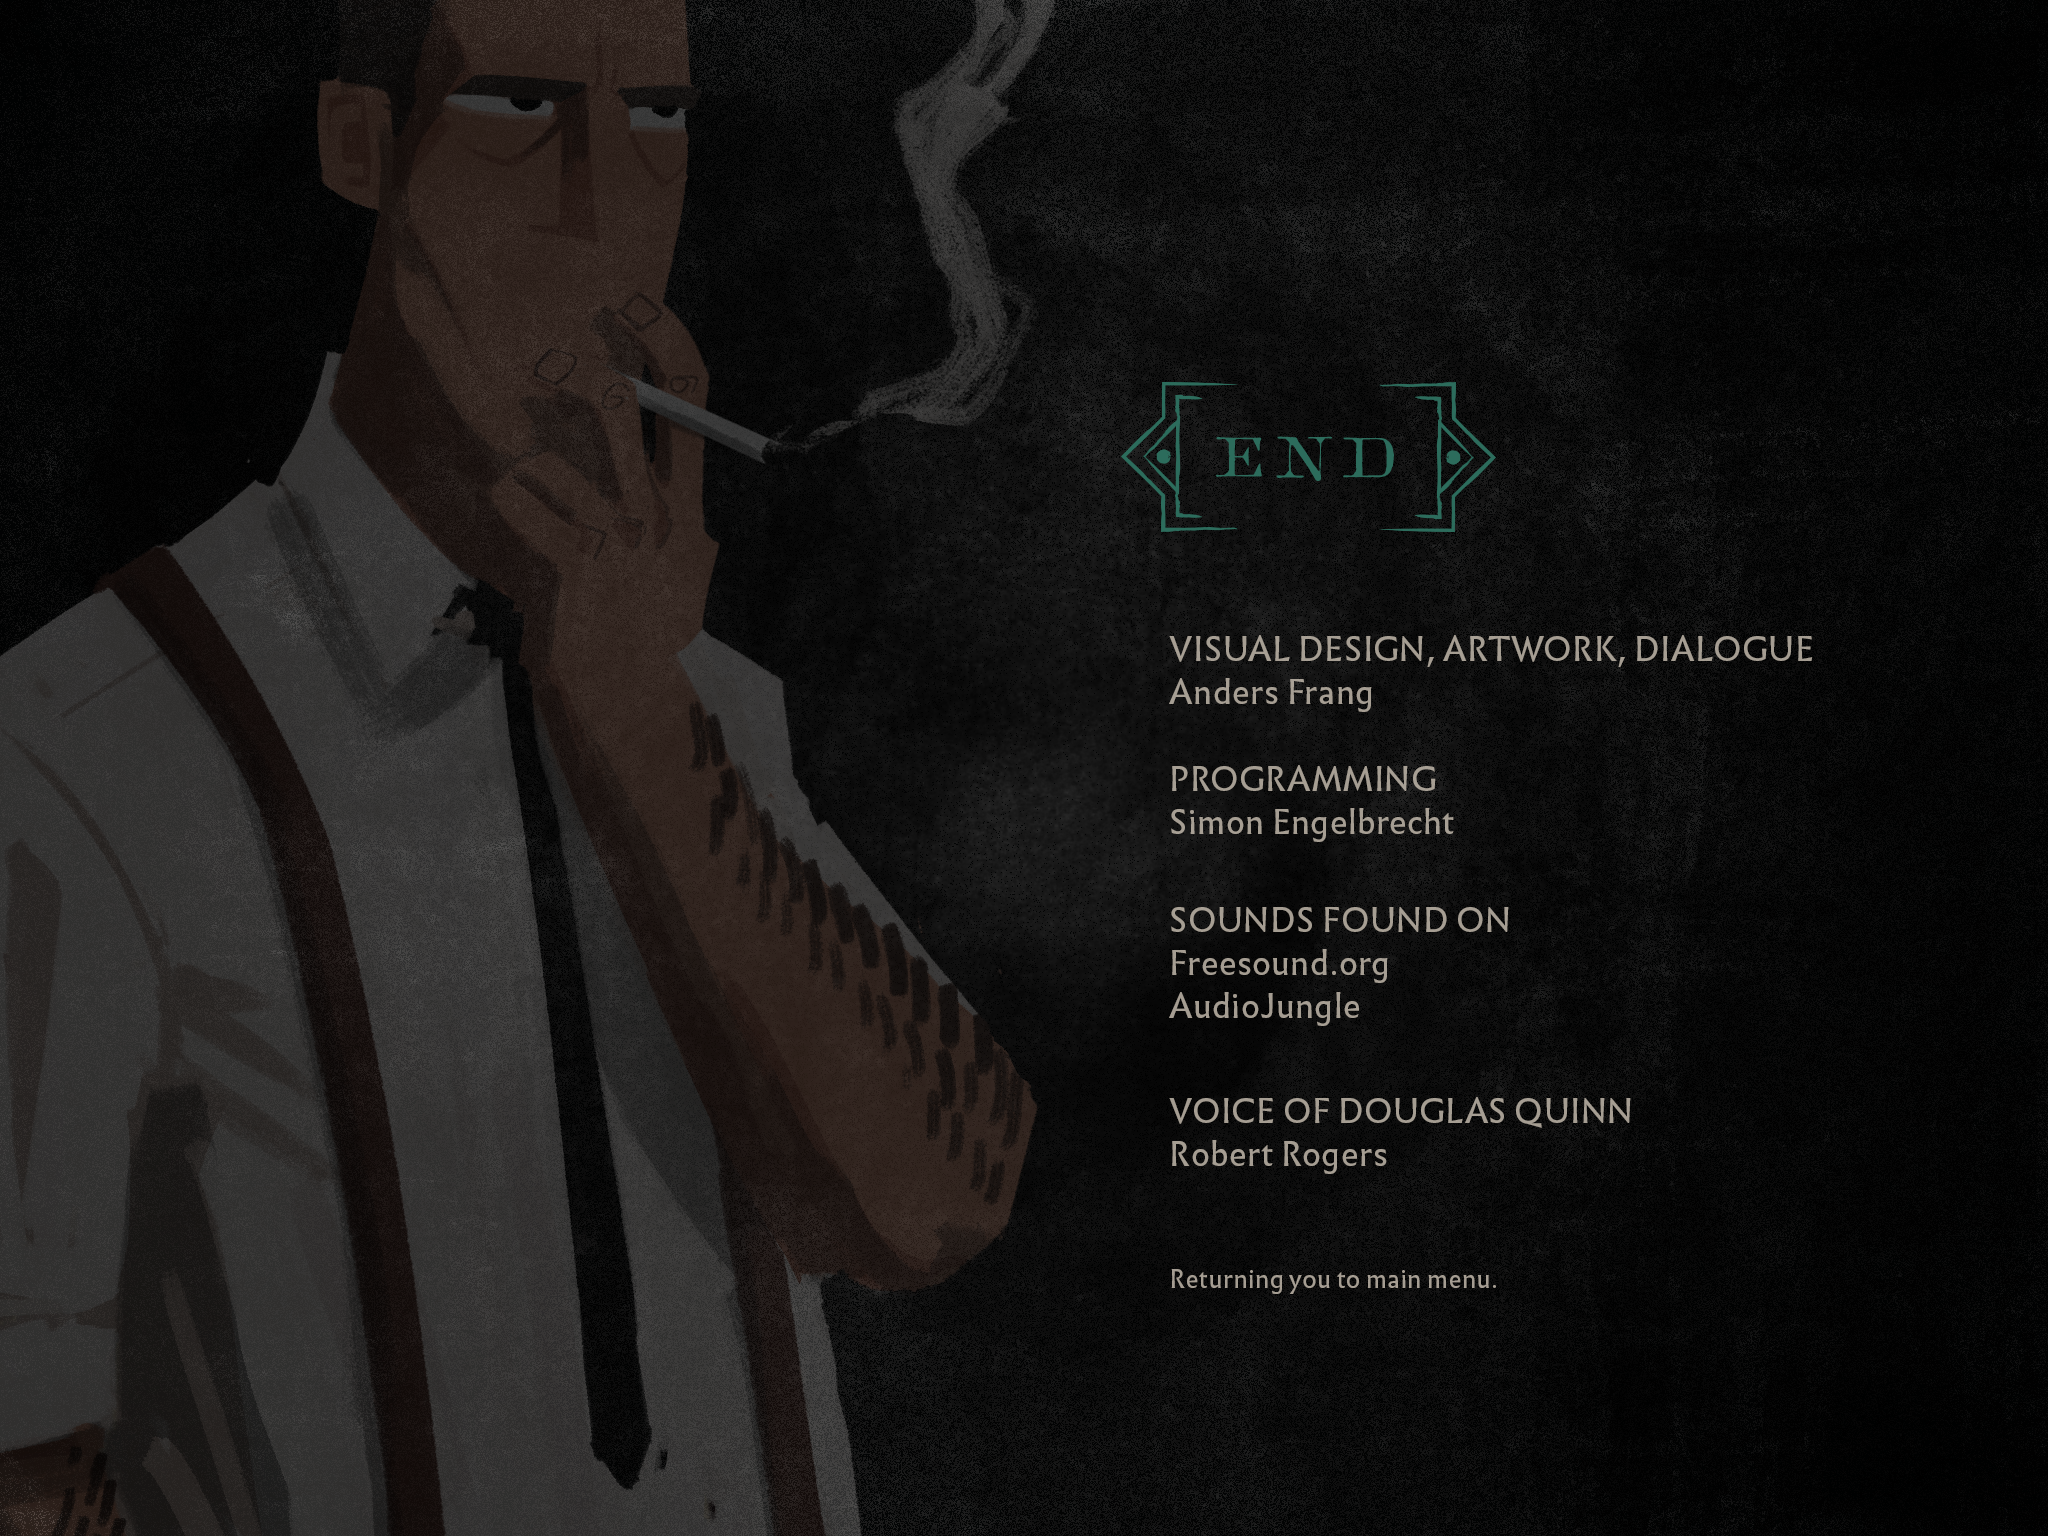 END
VISUAL DESIGN, ARTWORK, DIALOGUE
Anders Frang
PROGRAMMING
Simon Engelbrecht
SOUNDS FOUND ON
Freesound.org
AudioJungle
VOICE OF DOUGLAS QUINN
Robert Rogers
Returning you to main menu.